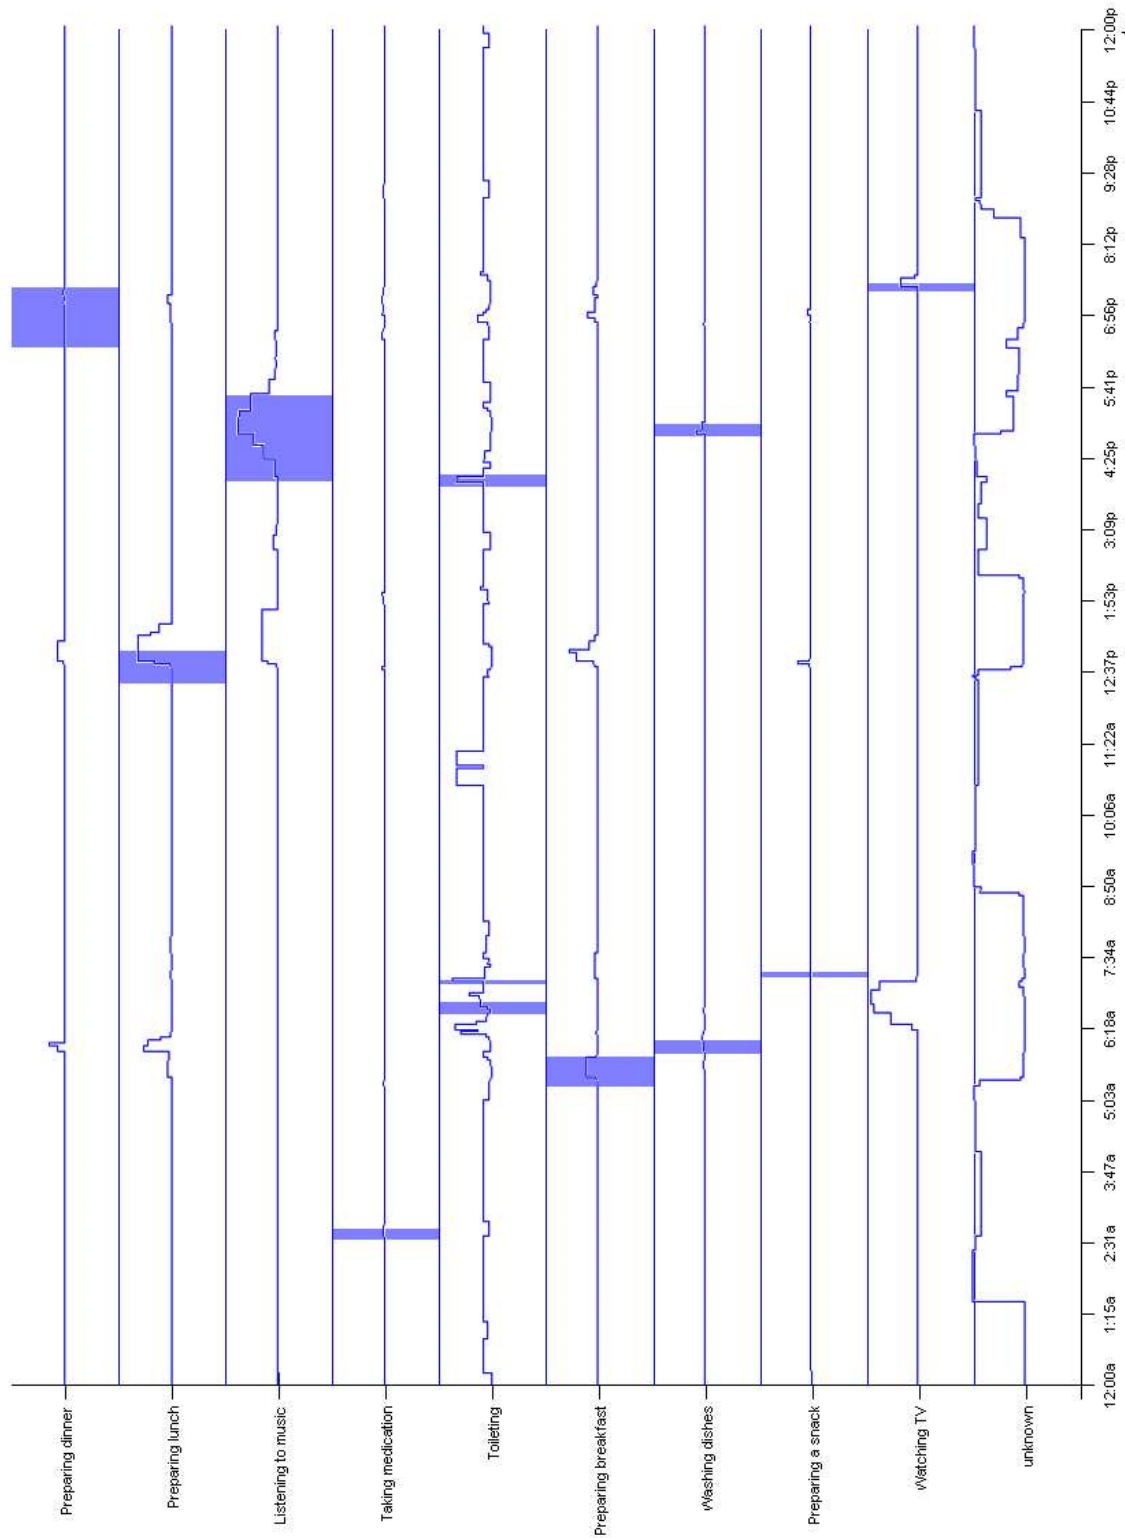 Preparing dinner
Preparing lunch
Listening to music
Taking medication
Toileting
Preparing breakfast
Washing dishes
Preparing a snack
Watching TV
unknown
12:00a
1:15a
2:31a
3:47a
5:03a
6:18a
7:34a
8:50a
10:06a
11:22a
12:37p
1:53p
3:09p
4:25p
5:41p
6:56p
8:12p
9:28p
10:44p
12:00p